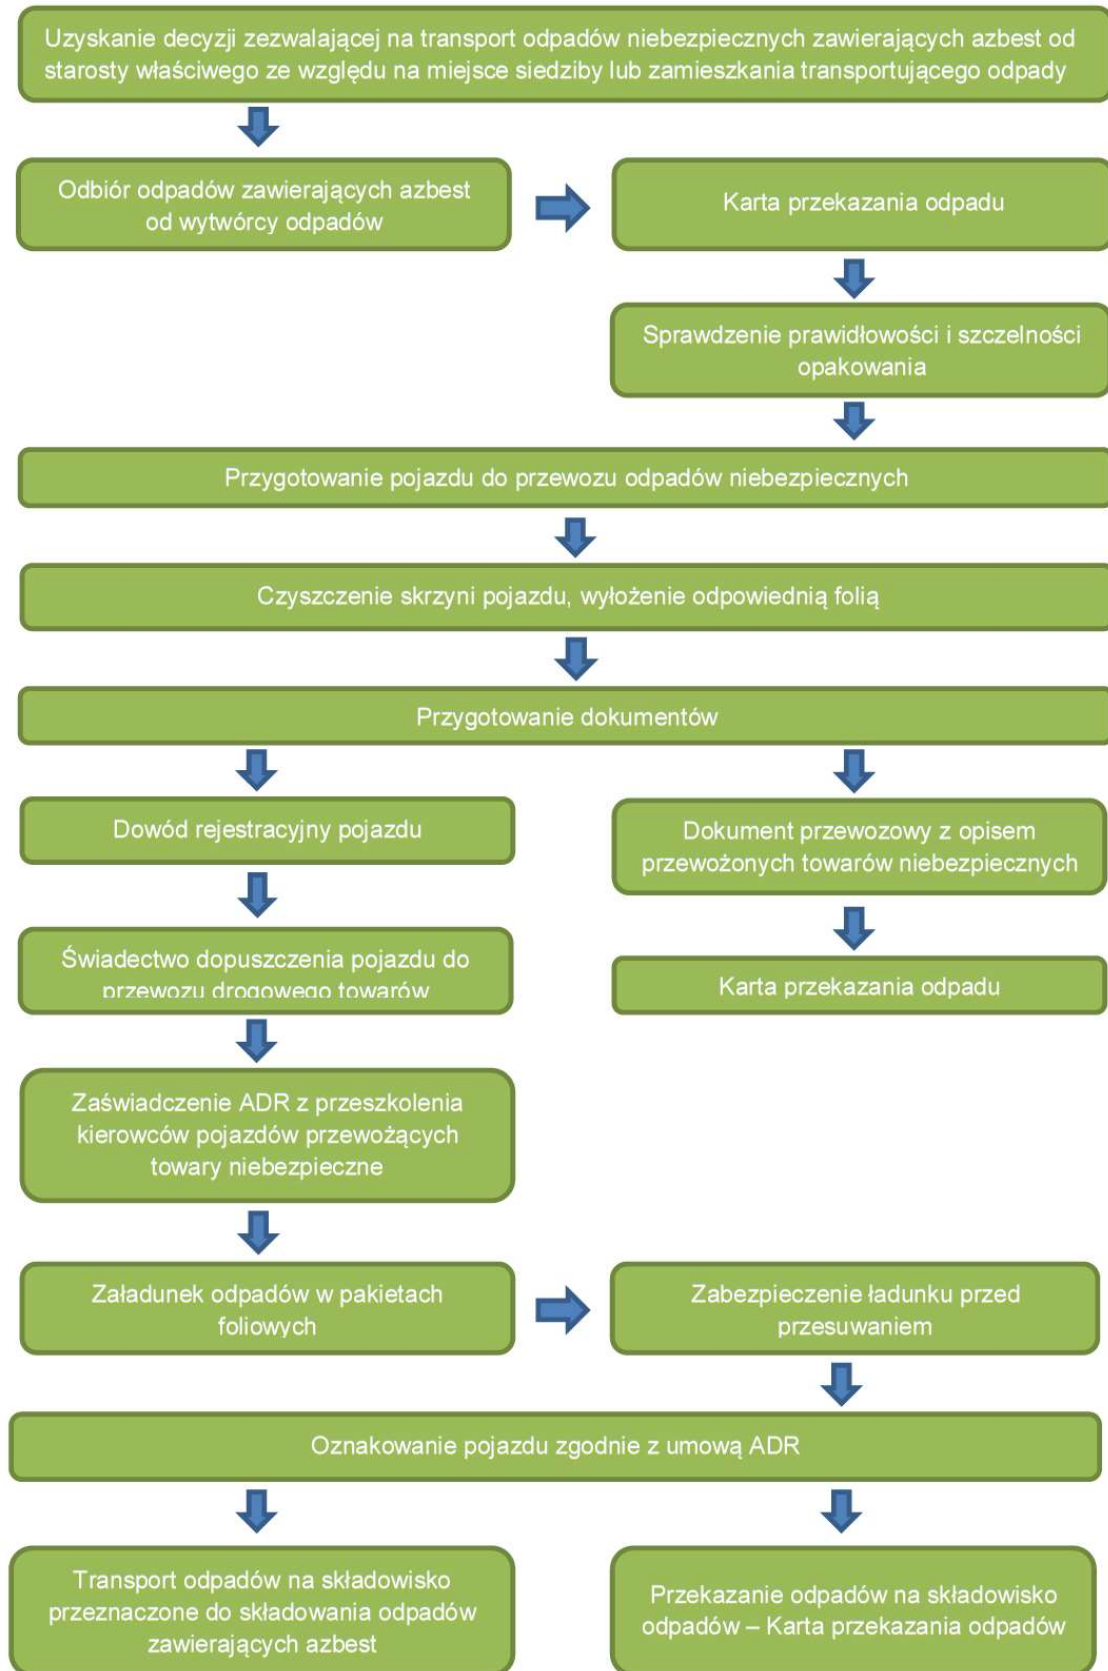 Uzyskanie decyzji zezwalającej na transport odpadów niebezpiecznych zawierających azbest od
starosty właściwego ze względu na miejsce siedziby lub zamieszkania transportującego odpady
Odbiór odpadów zawierających azbest
od wytwórcy odpadów
Karta przekazania odpadu
Sprawdzenie prawidłowości i szczelności
opakowania
Przygotowanie pojazdu do przewozu odpadów niebezpiecznych
Czyszczenie skrzyni pojazdu, wyłożenie odpowiednią folią
Przygotowanie dokumentów
Dowód rejestracyjny pojazdu
Dokument przewozowy z opisem
przewożonych towarów niebezpiecznych
Świadectwo dopuszczenia pojazdu do
przewozu drogowego towarów
Karta przekazania odpadu
Zaświadczenie ADR z przeszkolenia
kierowców pojazdów przewożących
towary niebezpieczne
Załadunek odpadów w pakietach
foliowych
Zabezpieczenie ładunku przed
przesuwaniem
Oznakowanie pojazdu zgodnie z umową ADR
Transport odpadów na składowisko
przeznaczone do składowania odpadów
zawierających azbest
Przekazanie odpadów na składowisko
odpadów – Karta przekazania odpadów